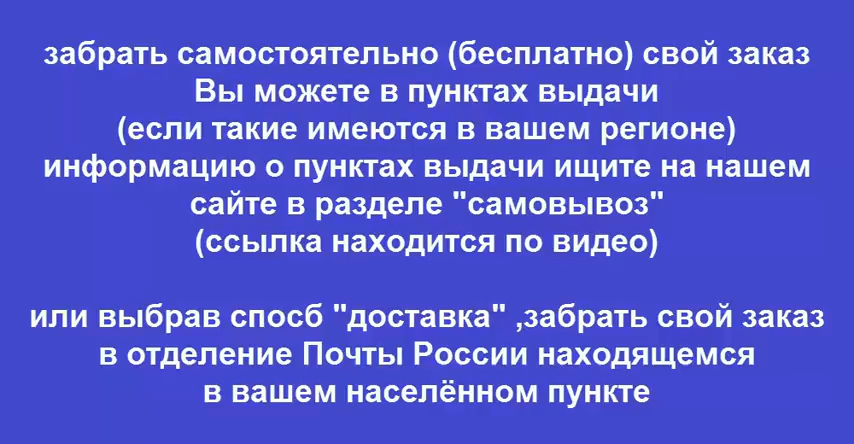 забрать самостоятельно (бесплатно) свой заказ
Вы можете в пунктах выдачи
(если такие имеются в вашем регионе)
информацию о пунктах выдачи ищите на нашем
сайте в разделе "самовывоз"
(ссылка находится по видео)
или выбрав спосб "доставка" ,забрать свой заказ
в отделение Почты России находящемся
в вашем населённом пункте